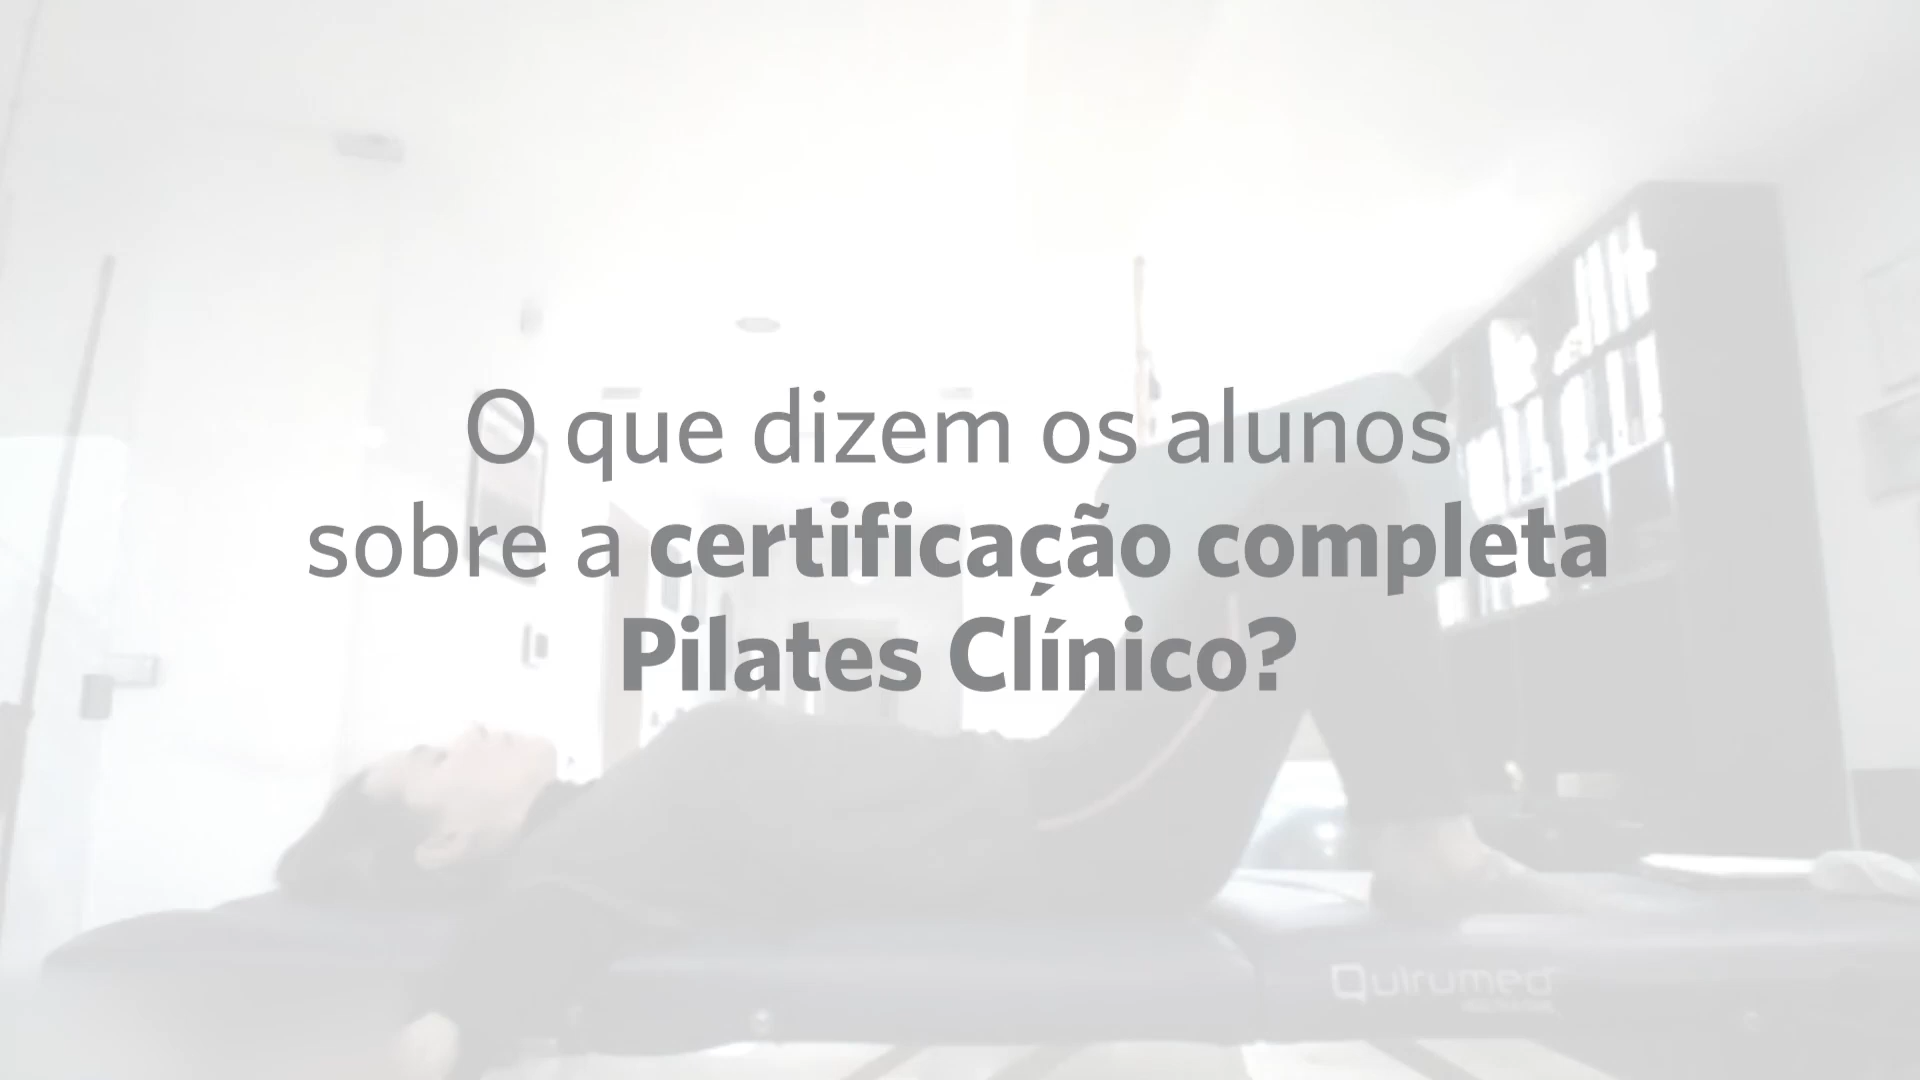 O que dizem os alunos
sobre a certificação completa
Pilates Clínico?
Quirumed